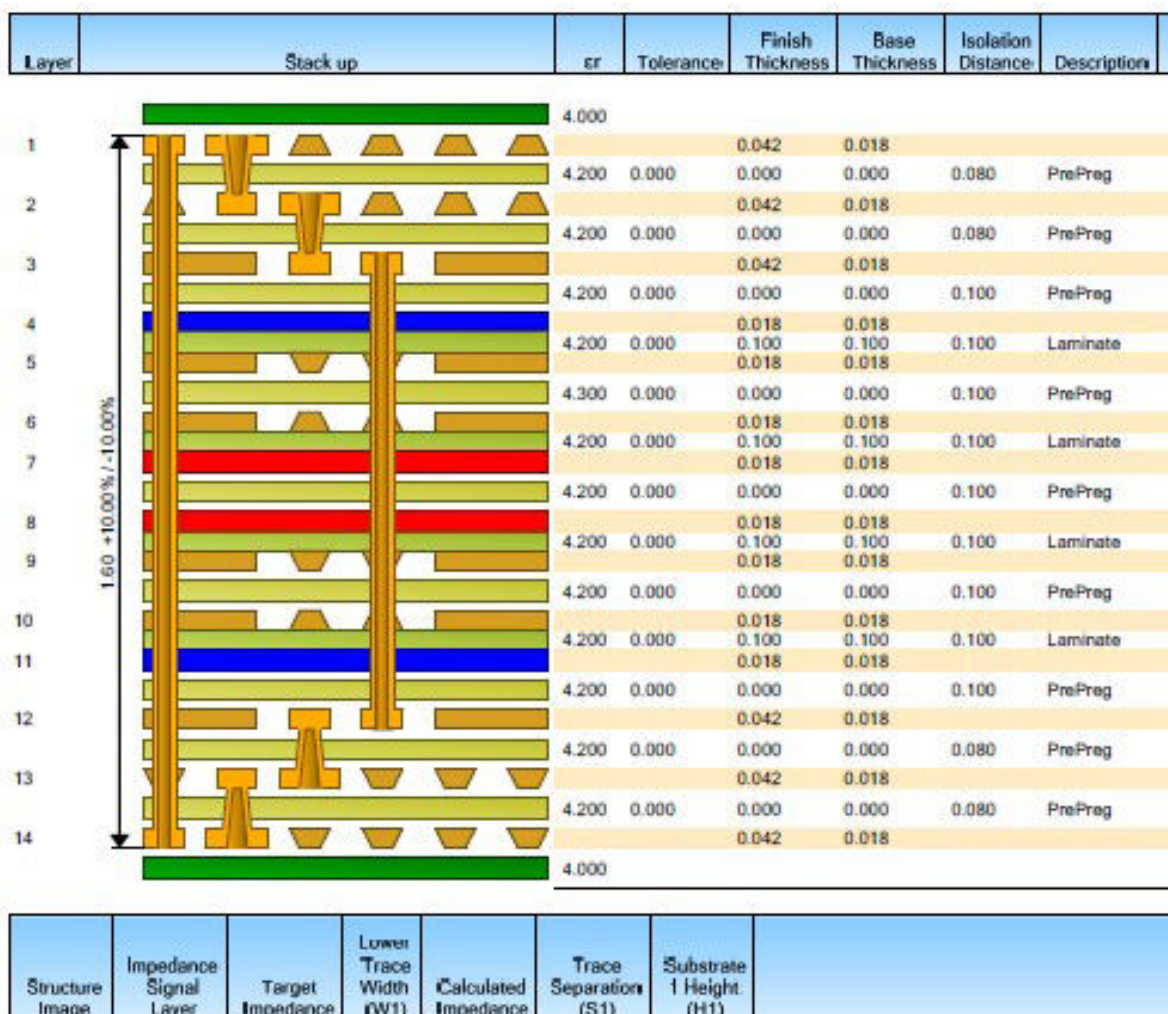 Layer Stack up εr Tolerance Finish Thickness Base Thickness Isolation Distance Description
4.000
1 0.042 0.018
4.200 0.000 0.000 0.000 0.080 PrePreg
2 0.042 0.018
4.200 0.000 0.000 0.000 0.080 PrePreg
3 0.042 0.018
4.200 0.000 0.000 0.000 0.100 PrePreg
4 0.018 0.018
4.200 0.000 0.100 0.100 0.100 Laminate
5 0.018 0.018
4.300 0.000 0.000 0.000 0.100 PrePreg
6 0.018 0.018
4.200 0.000 0.100 0.100 0.100 Laminate
7 0.018 0.018
1.60 +10.00% / -10.00%
4.200 0.000 0.000 0.000 0.100 PrePreg
8 0.018 0.018
4.200 0.000 0.100 0.100 0.100 Laminate
9 0.018 0.018
4.200 0.000 0.000 0.000 0.100 PrePreg
10 0.018 0.018
4.200 0.000 0.100 0.100 0.100 Laminate
11 0.018 0.018
4.200 0.000 0.000 0.000 0.100 PrePreg
12 0.042 0.018
4.200 0.000 0.000 0.000 0.080 PrePreg
13 0.042 0.018
4.200 0.000 0.000 0.000 0.080 PrePreg
14 0.042 0.018
4.000
Structure Image Impedance Signal Layer Target Impedance Lower Trace Width (W1) Calculated Impedance Trace Separation (S1) Substrate 1 Height (H1)